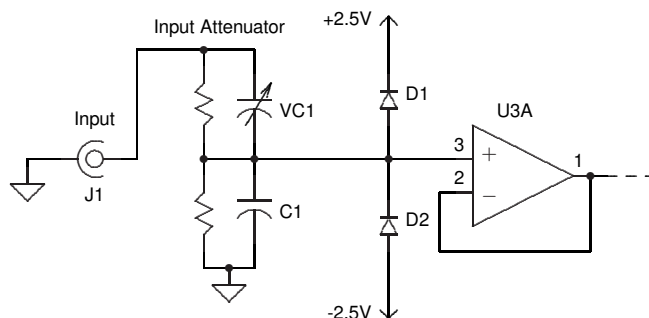 +2.5V
Input Attenuator
D1
U3A
VC1
Input
3
+
1
2
−
J1
C1
D2
-2.5V